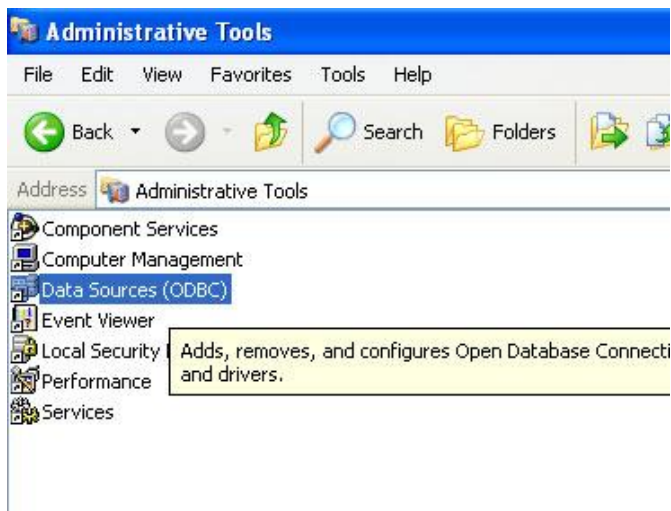 Administrative Tools
File Edit View Favorites Tools Help
Back Search Folders
Address Administrative Tools
Component Services
Computer Management
Data Sources (ODBC)
Event Viewer
Local Security
Adds, removes, and configures Open Database Connecti
and drivers.
Performance
Services